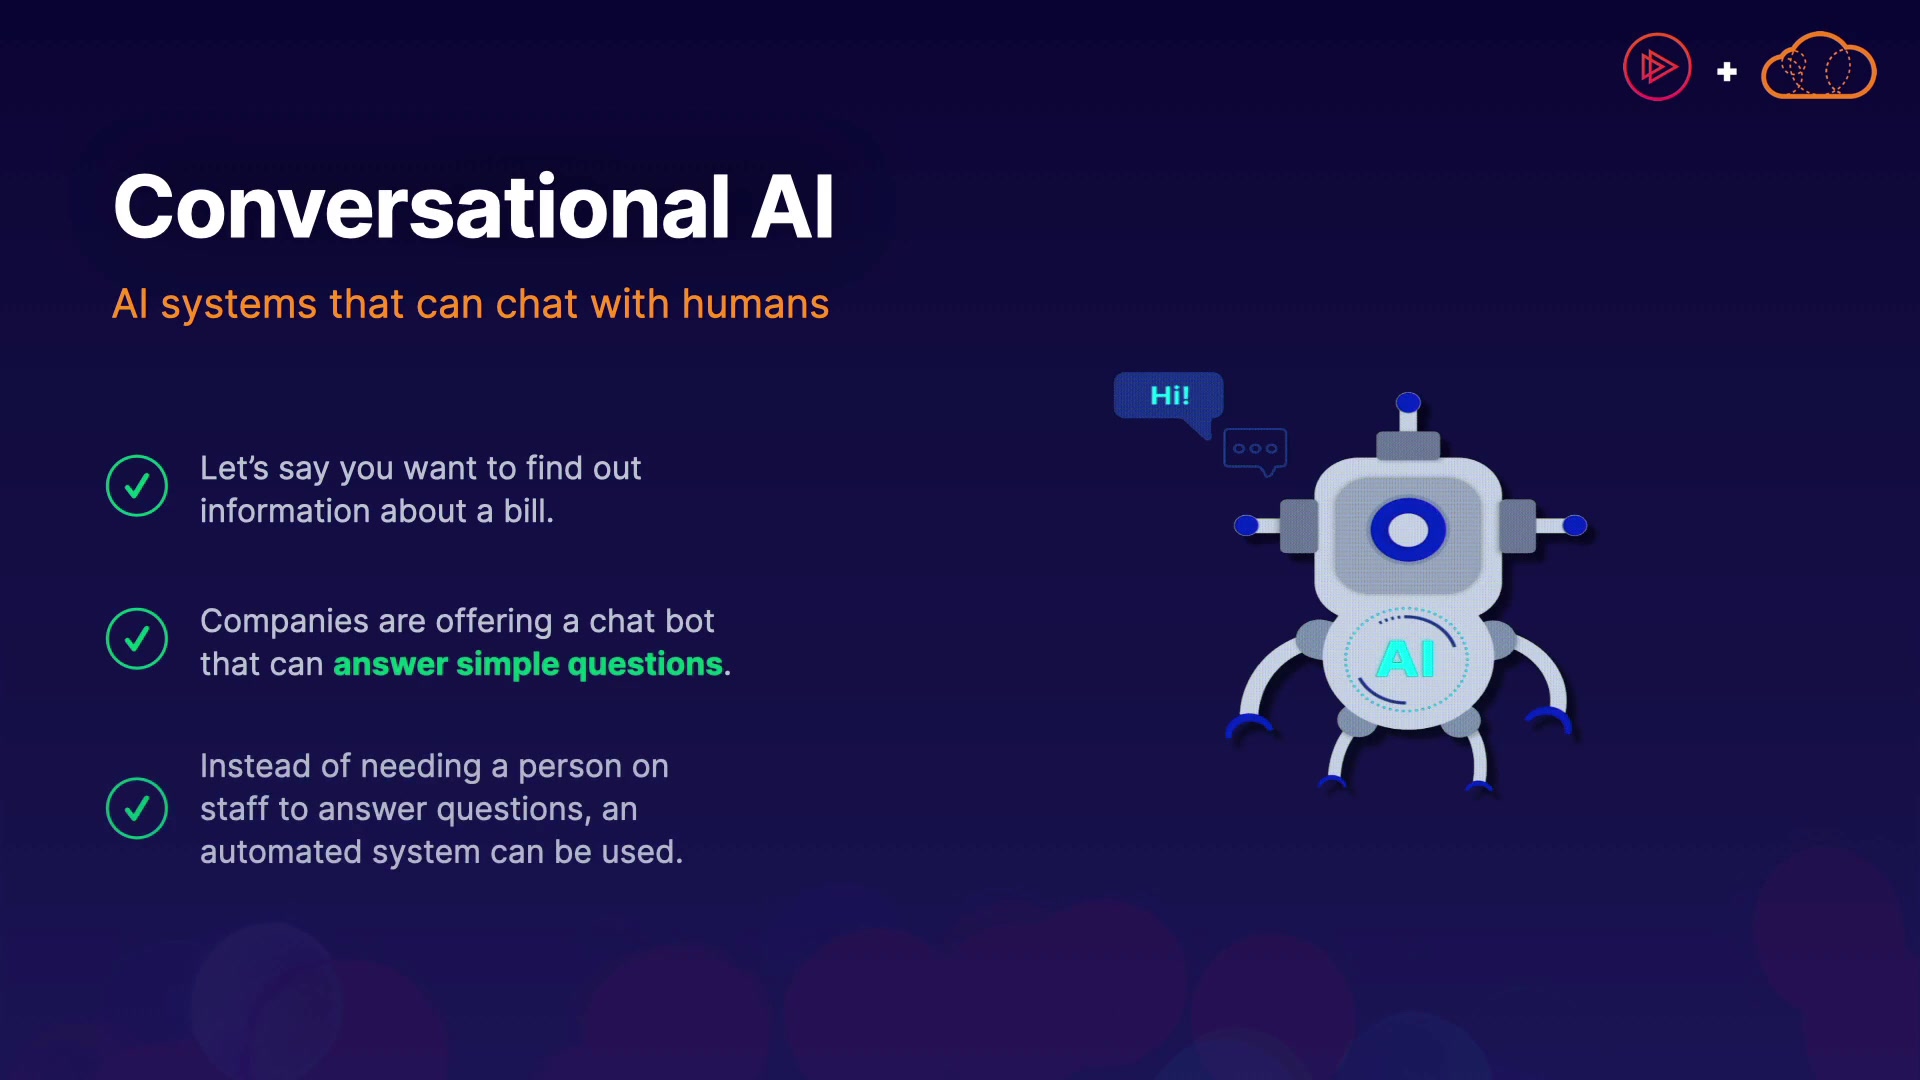 Conversational AI
AI systems that can chat with humans
Let’s say you want to find out
information about a bill.
Companies are offering a chat bot
that can answer simple questions.
Instead of needing a person on
staff to answer questions, an
automated system can be used.
Hi!
AI